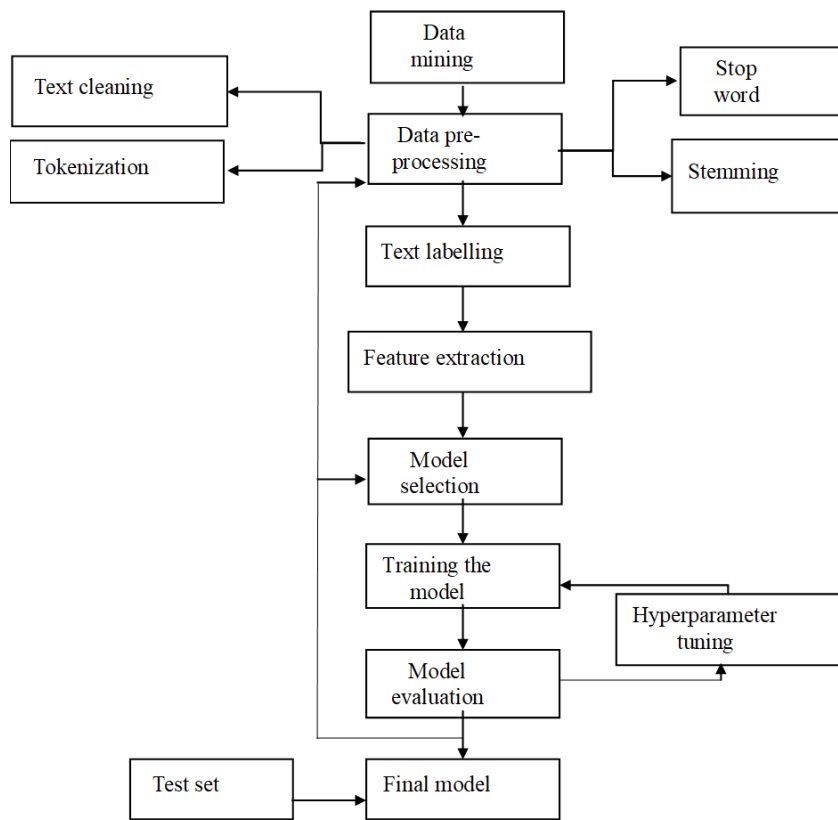 Data
mining
Text cleaning
Stop
word
Data pre-
processing
Tokenization
Stemming
Text labelling
Feature extraction
Model
selection
Training the
model
Hyperparameter
tuning
Model
evaluation
Test set
Final model